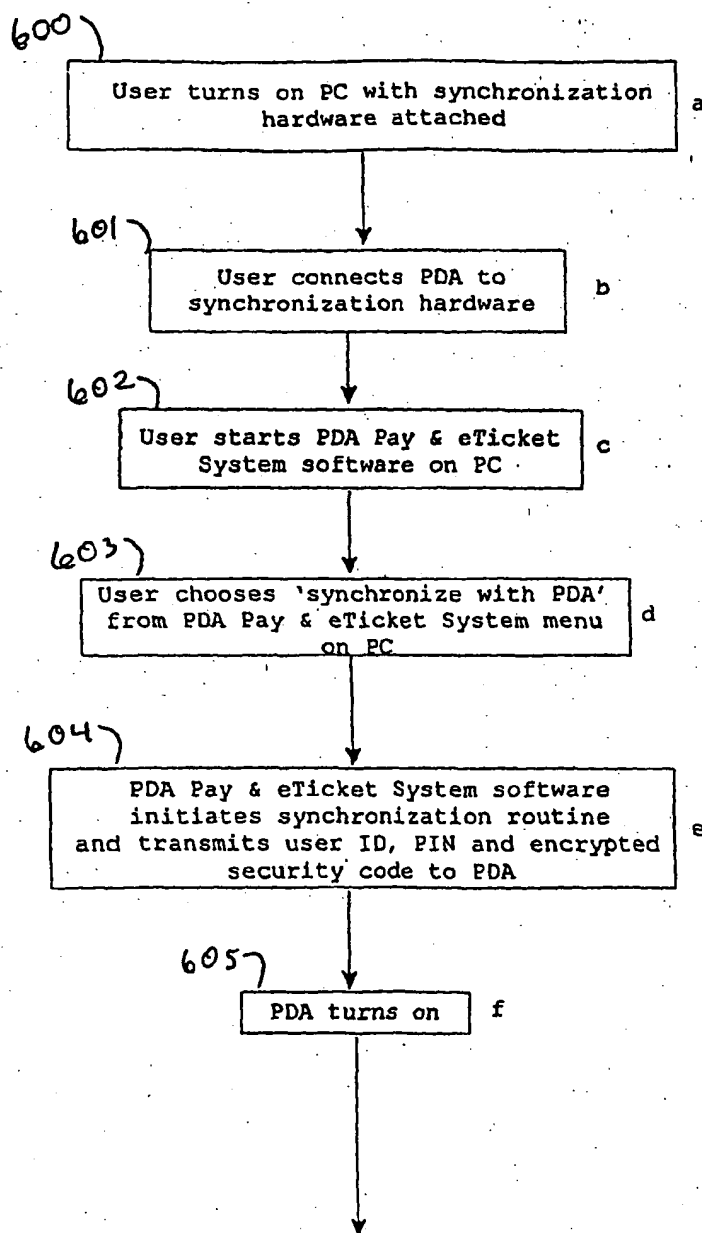 600
User turns on PC with synchronization
hardware attached
a
601
User connects PDA to
synchronization hardware
b
602
User starts PDA Pay & eTicket
System software on PC
c
603
User chooses 'synchronize with PDA'
from PDA Pay & eTicket System menu
on PC
d
604
PDA Pay & eTicket System software
initiates synchronization routine
and transmits user ID, PIN and encrypted
security code to PDA
e
605
PDA turns on
f